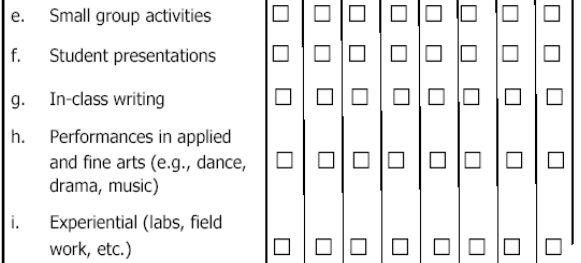 e. Small group activities
f. Student presentations
g. In-class writing
h. Performances in applied
and fine arts (e.g., dance,
drama, music)
i. Experiential (labs, field
work, etc.)